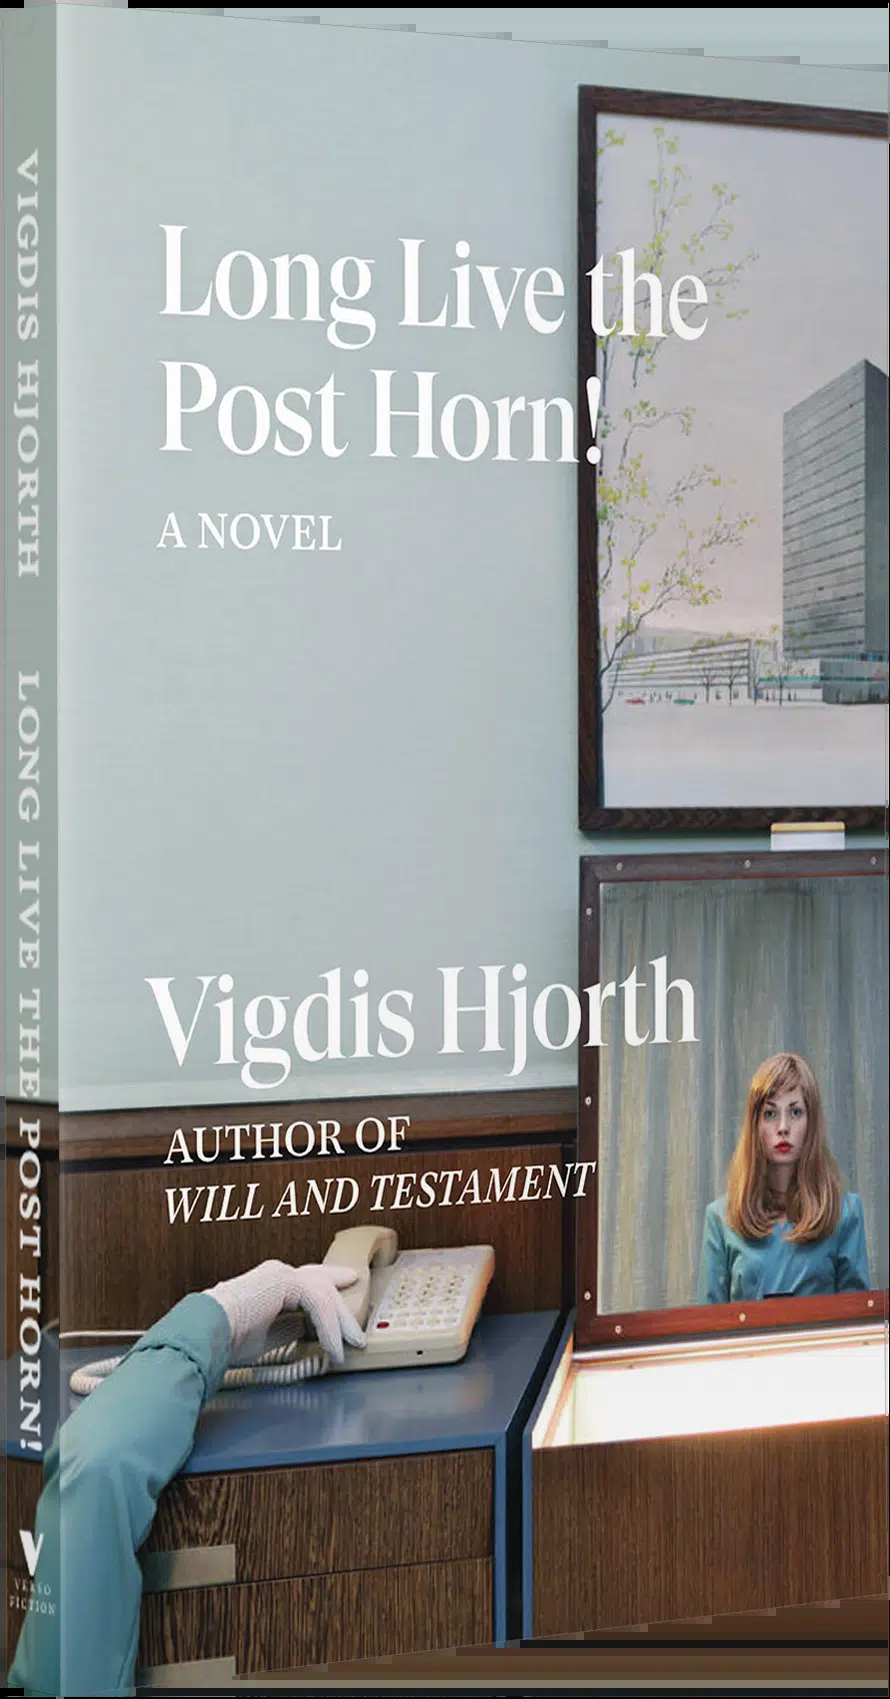 Long Live the
Post Horn!
A NOVEL
Vigdis Hjorth
AUTHOR OF
WILL AND TESTAMENT
VIGDIS HJORTH LONG LIVE THE POST HORN!
V
VERSO
FICTION